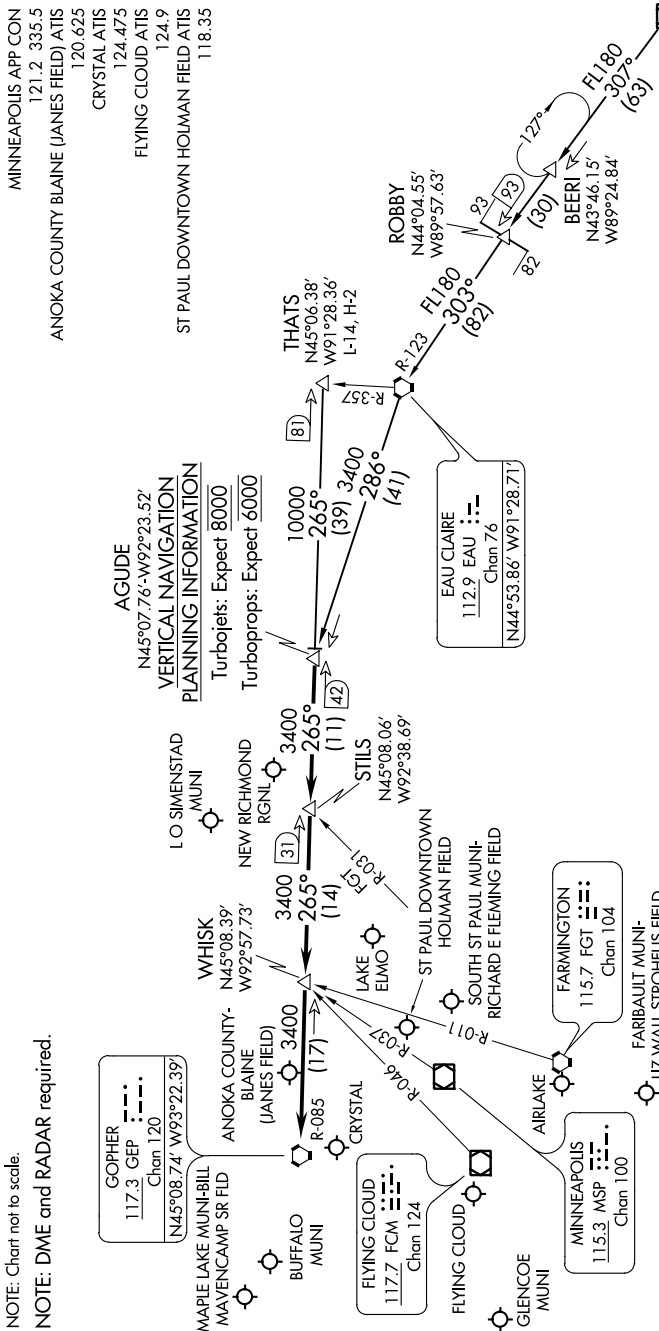 NOTE: Chart not to scale.
NOTE: DME and RADAR required.
MINNEAPOLIS APP CON
121.2 335.5
ANOKA COUNTY BLAINE (JANES FIELD) ATIS
120.625
CRYSTAL ATIS
124.475
FLYING CLOUD ATIS
124.9
ST PAUL DOWNTOWN HOLMAN FIELD ATIS
118.35
AGUDE
N45°07.76'-W92°23.52'
VERTICAL NAVIGATION
PLANNING INFORMATION
Turbojets: Expect 8000
Turboprops: Expect 6000
THATS
N45°06.38'
W91°28.36'
L-14, H-2
81
10000
265°
(39)
R-357
3400
286°
(41)
R-123
FL180
303°
(82)
ROBBY
N44°04.55'
W89°57.63'
93
93
82
(30)
BEERI
N43°46.15'
W89°24.84'
127°
FL180
307°
(63)
EAU CLAIRE
112.9 EAU
Chan 76
N44°53.86' W91°28.71'
42
3400
265°
(11)
STILS
N45°08.06'
W92°38.69'
L O SIMENSTAD
MUNI
NEW RICHMOND
RGNL
31
FGT
R-031
3400
265°
(14)
WHISK
N45°08.39'
W92°57.73'
LAKE
ELMO
ST PAUL DOWNTOWN
HOLMAN FIELD
SOUTH ST PAUL MUNI-
RICHARD E FLEMING FIELD
3400
(17)
R-085
R-046
R-037
R-011
ANOKA COUNTY-
BLAINE
(JANES FIELD)
CRYSTAL
GOPHER
117.3 GEP
Chan 120
N45°08.74' W93°22.39'
MAPLE LAKE MUNI-BILL
MAVENCAMP SR FLD
BUFFALO
MUNI
FLYING CLOUD
117.7 FCM
Chan 124
FLYING CLOUD
GLENCOE
MUNI
MINNEAPOLIS
115.3 MSP
Chan 100
AIRLAKE
FARMINGTON
115.7 FGT
Chan 104
FARIBAULT MUNI-
LIZ WALL STROHFUS FIELD